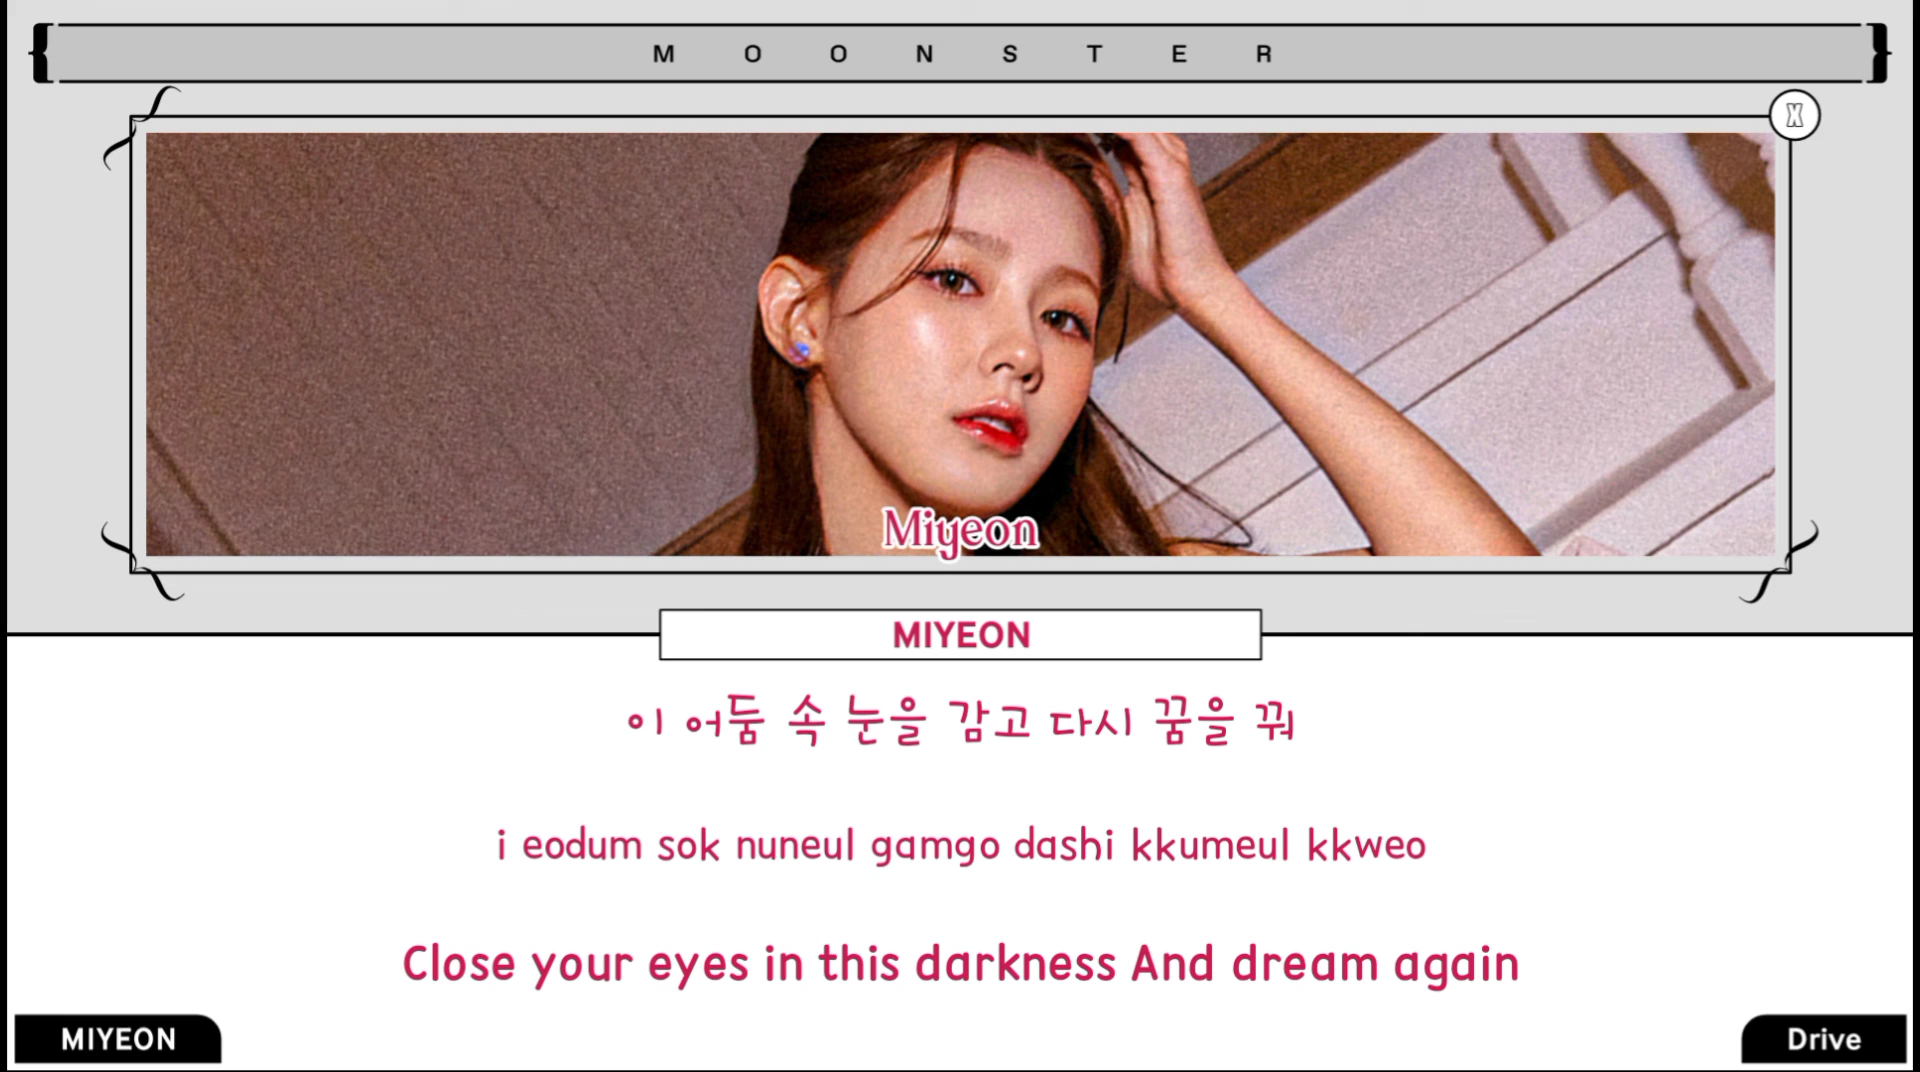 { M O O N S T E R }
X
Miyeon
MIYEON
이 어둠 속 눈을 감고 다시 꿈을 꿔
i eodum sok nuneul gamgo dashi kkumeul kkweo
Close your eyes in this darkness And dream again
MIYEON
Drive